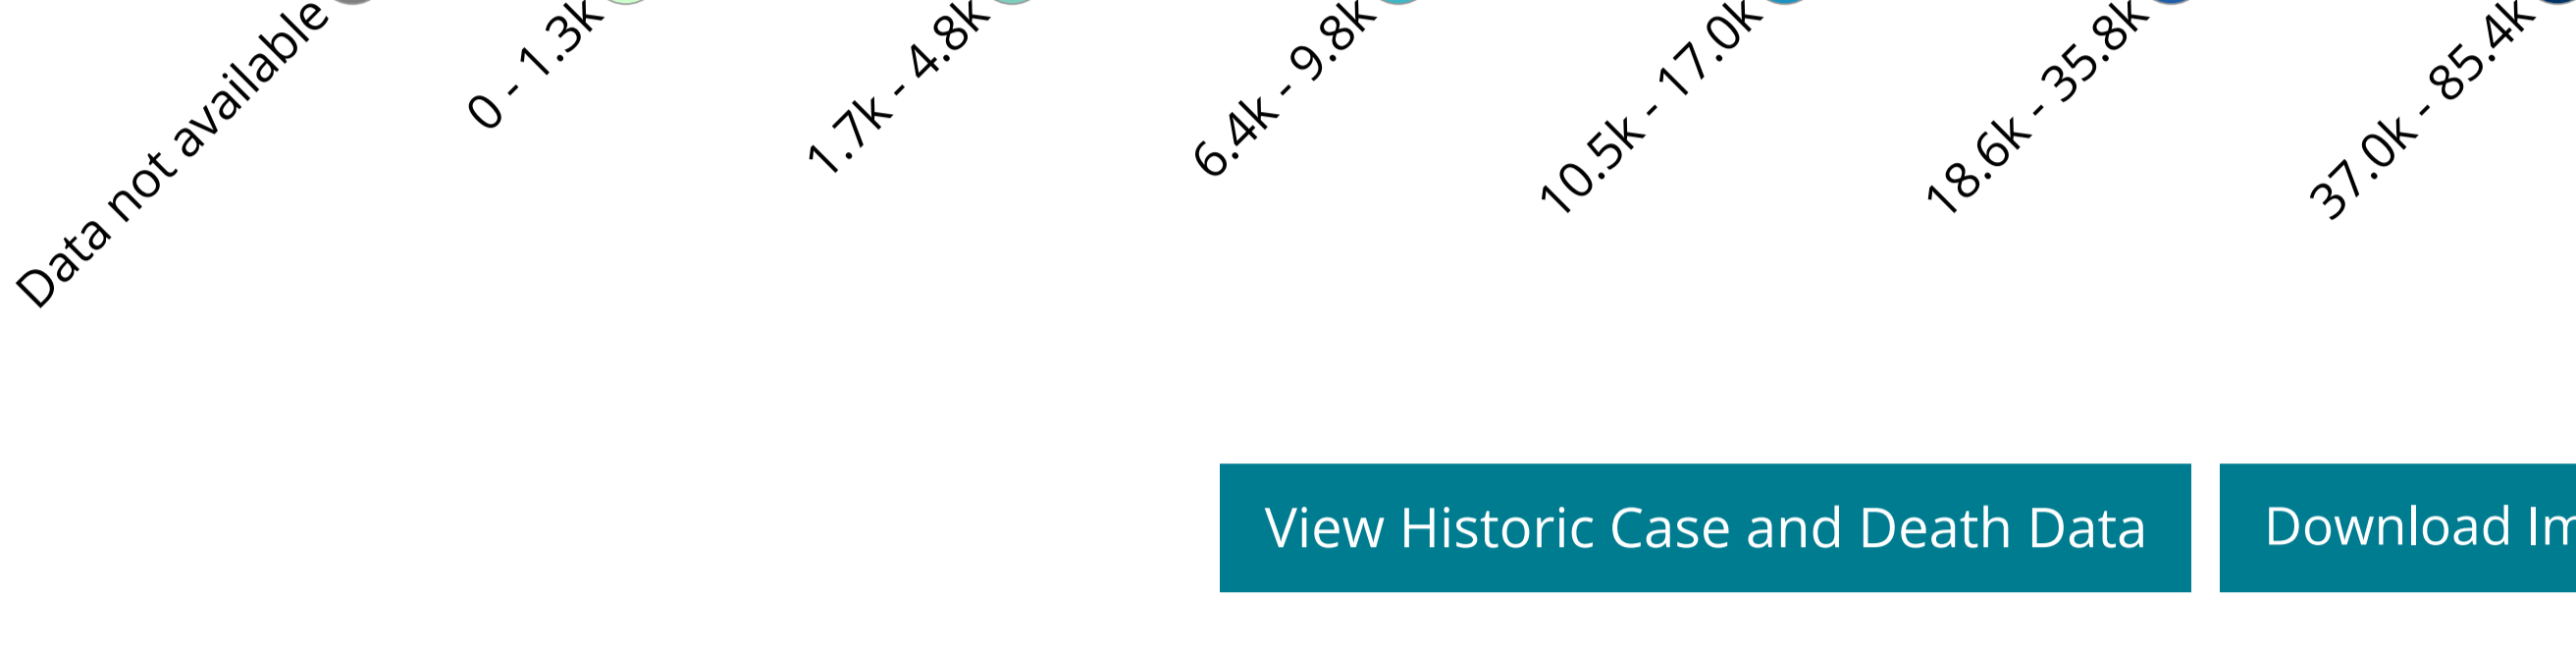 Data not available
0 - 1.3k
1.7k - 4.8k
6.4k - 9.8k
10.5k - 17.0k
18.6k - 35.8k
37.0k - 85.4k
View Historic Case and Death Data
Download